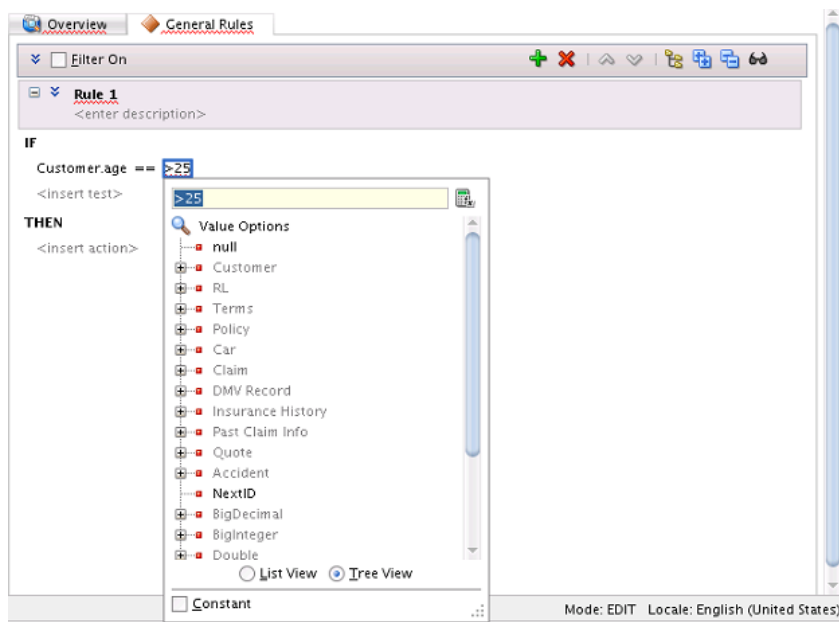 Overview General Rules
Filter On
Rule 1
<enter description>
IF
Customer.age == >25
<insert test>
>25
THEN
Value Options
<insert action>
null
Customer
RL
Terms
Policy
Car
Claim
DMV Record
Insurance History
Past Claim Info
Quote
Accident
NextID
BigDecimal
BigInteger
Double
List View Tree View
Constant
Mode: EDIT Locale: English (United States)